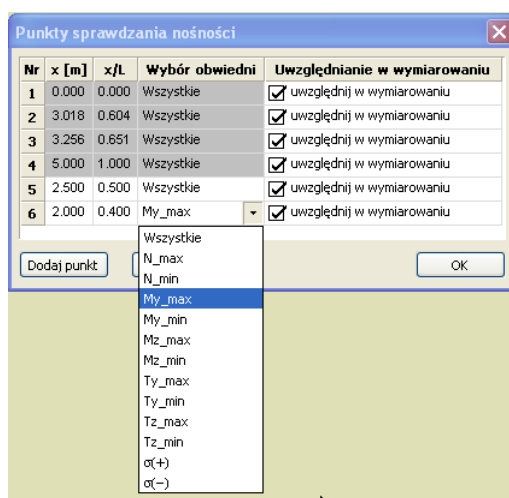 Punkty sprawdzania nośności
Nr x [m] x/L Wybór obwiedni Uwzględnianie w wymiarowaniu
1 0.000 0.000 Wszystkie uwzględnij w wymiarowaniu
2 3.018 0.604 Wszystkie uwzględnij w wymiarowaniu
3 3.256 0.651 Wszystkie uwzględnij w wymiarowaniu
4 5.000 1.000 Wszystkie uwzględnij w wymiarowaniu
5 2.500 0.500 Wszystkie uwzględnij w wymiarowaniu
6 2.000 0.400 My_max uwzględnij w wymiarowaniu
Wszystkie
N_max
N_min
My_max
My_min
Mz_max
Mz_min
Ty_max
Ty_min
Tz_max
Tz_min
σ(+)
σ(−)
Dodaj punkt
OK